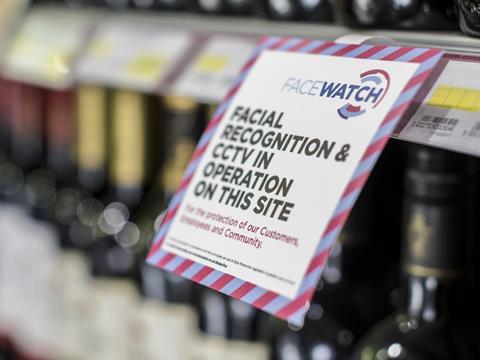 FACEWATCH
FACIAL
RECOGNITION &
CCTV IN
OPERATION
ON THIS SITE
For the protection of our Customers,
Employees and Community.